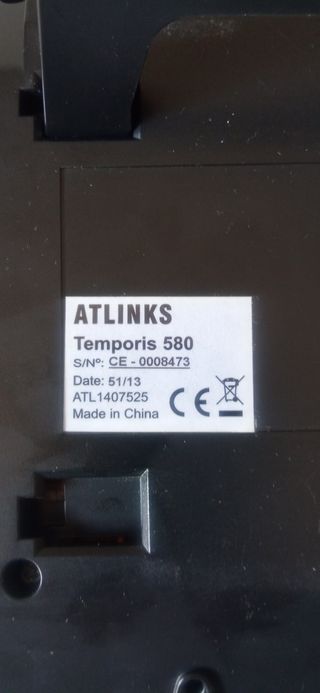 ATLINKS
Temporis 580
S/Nº: CE - 0008473
Date: 51/13
ATL1407525
Made in China CE